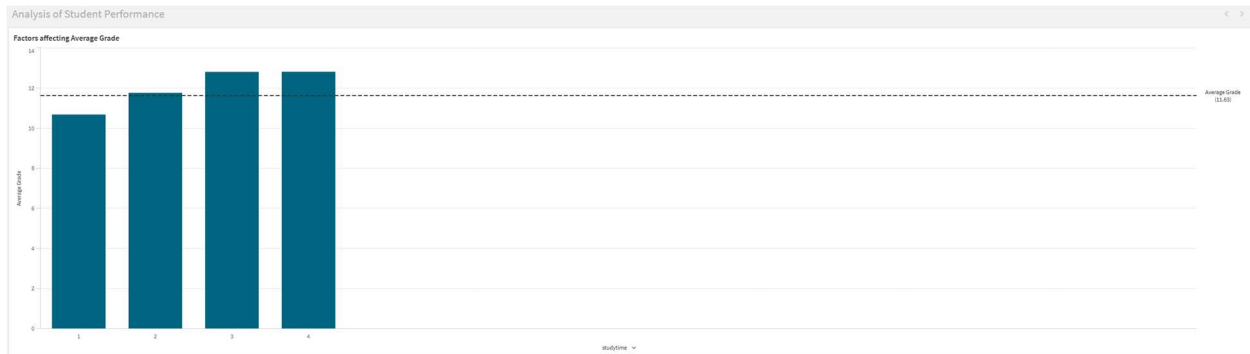 Analysis of Student Performance
Factors affecting Average Grade
14
12
10
8
6
4
2
0
Average Grade
1
2
3
4
studytime
Average Grade
(11.63)